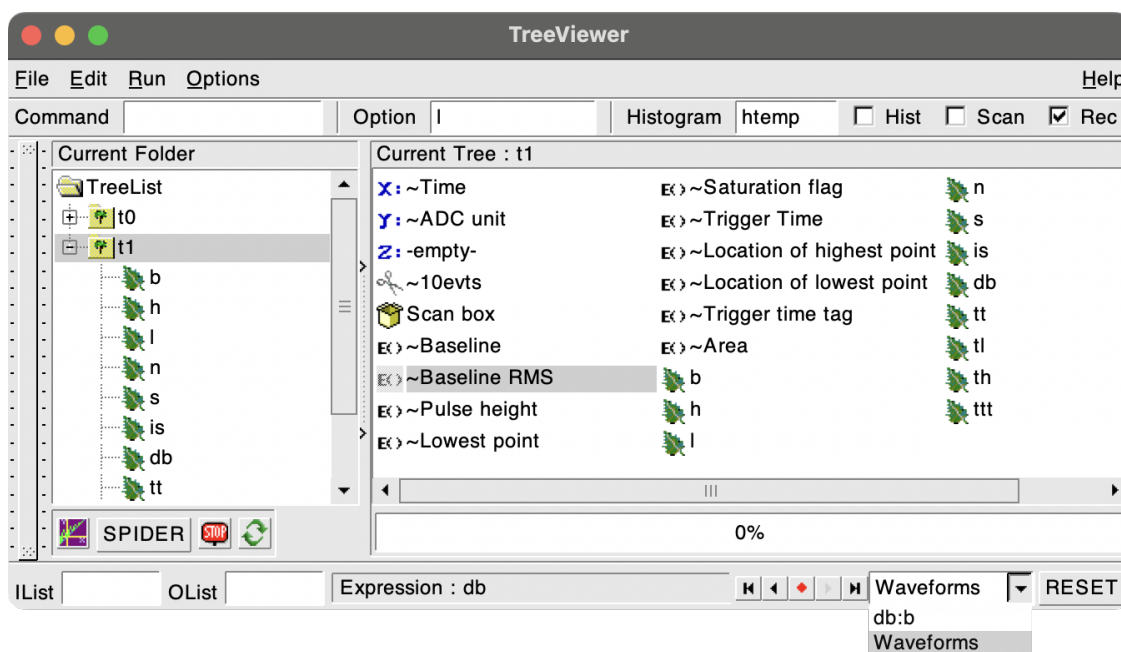 TreeViewer
File Edit Run Options Help
Command Option l Histogram htemp Hist Scan Rec
Current Folder
TreeList
t0
t1
b
h
l
n
s
is
db
tt
SPIDER STOP
Current Tree : t1
X: ~Time
Y: ~ADC unit
Z: -empty-
~10evts
Scan box
E() ~Baseline
E() ~Baseline RMS
E() ~Pulse height
E() ~Lowest point
E() ~Saturation flag
E() ~Trigger Time
E() ~Location of highest point
E() ~Location of lowest point
E() ~Trigger time tag
E() ~Area
b
h
l
n
s
is
db
tt
tl
th
ttt
0%
IList OList Expression : db Waveforms RESET
db:b
Waveforms